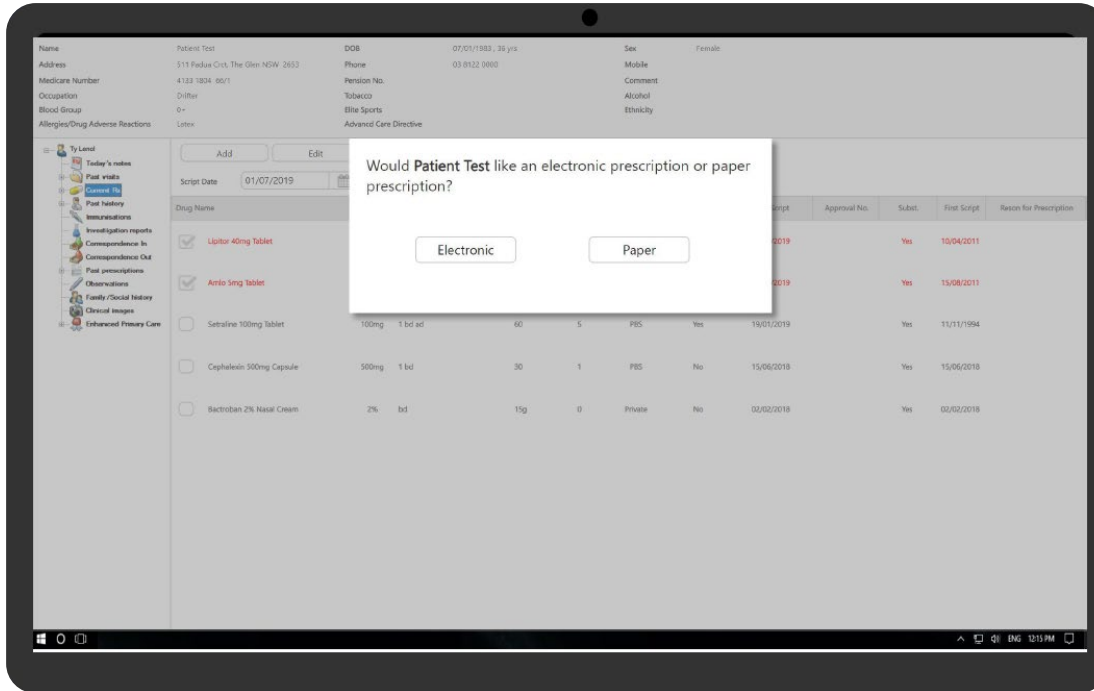 Name Patient Test DOB 07/01/1983 , 36 yrs Sex Female
Address 511 Padua Crst, The Glen NSW 2653 Phone 03 8122 0000 Mobile
Medicare Number 4133 1804 66/1 Pension No. Comment
Occupation Drifter Tobacco Alcohol
Blood Group 0+ Elite Sports Ethnicity
Allergies/Drug Adverse Reactions Latex Advancd Care Directive
Ty Lenol
Today's notes
Past visits
Current Rx
Past history
Immunisations
Investigation reports
Correspondence In
Correspondence Out
Past prescriptions
Observations
Family/Social history
Clinical images
Enhanced Primary Care
Add Edit
Script Date 01/07/2019
Would Patient Test like an electronic prescription or paper
prescription?
Electronic Paper
Drug Name Script Approval No. Subst. First Script Reson for Prescription
Lipitor 40mg Tablet 2019 Yes 10/04/2011
Amlo 5mg Tablet 2019 Yes 15/08/2011
Setraline 100mg Tablet 100mg 1 bd ad 60 5 PBS Yes 19/01/2019 Yes 11/11/1994
Cephalexin 500mg Capsule 500mg 1 bd 30 1 PBS No 15/06/2018 Yes 15/06/2018
Bactroban 2% Nasal Cream 2% bd 15g 0 Private No 02/02/2018 Yes 02/02/2018
ENG 12:15 PM